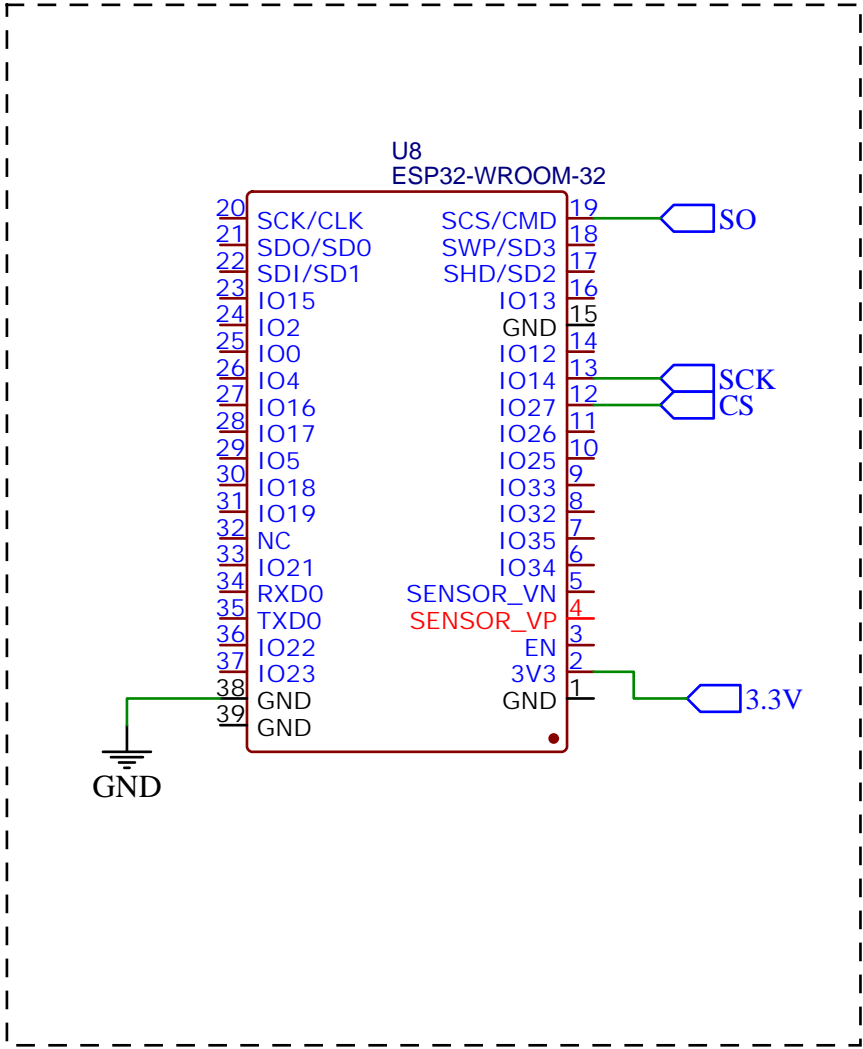 U8
ESP32-WROOM-32
20 SCK/CLK SCS/CMD 19 SO
21 SDO/SD0 SWP/SD3 18
22 SDI/SD1 SHD/SD2 17
23 IO15 IO13 16
24 IO2 GND 15
25 IO0 IO12 14
26 IO4 IO14 13 SCK
27 IO16 IO27 12 CS
28 IO17 IO26 11
29 IO5 IO25 10
30 IO18 IO33 9
31 IO19 IO32 8
32 NC IO35 7
33 IO21 IO34 6
34 RXD0 SENSOR_VN 5
35 TXD0 SENSOR_VP 4
36 IO22 EN 3
37 IO23 3V3 2
38 GND GND 1 3.3V
39 GND
GND